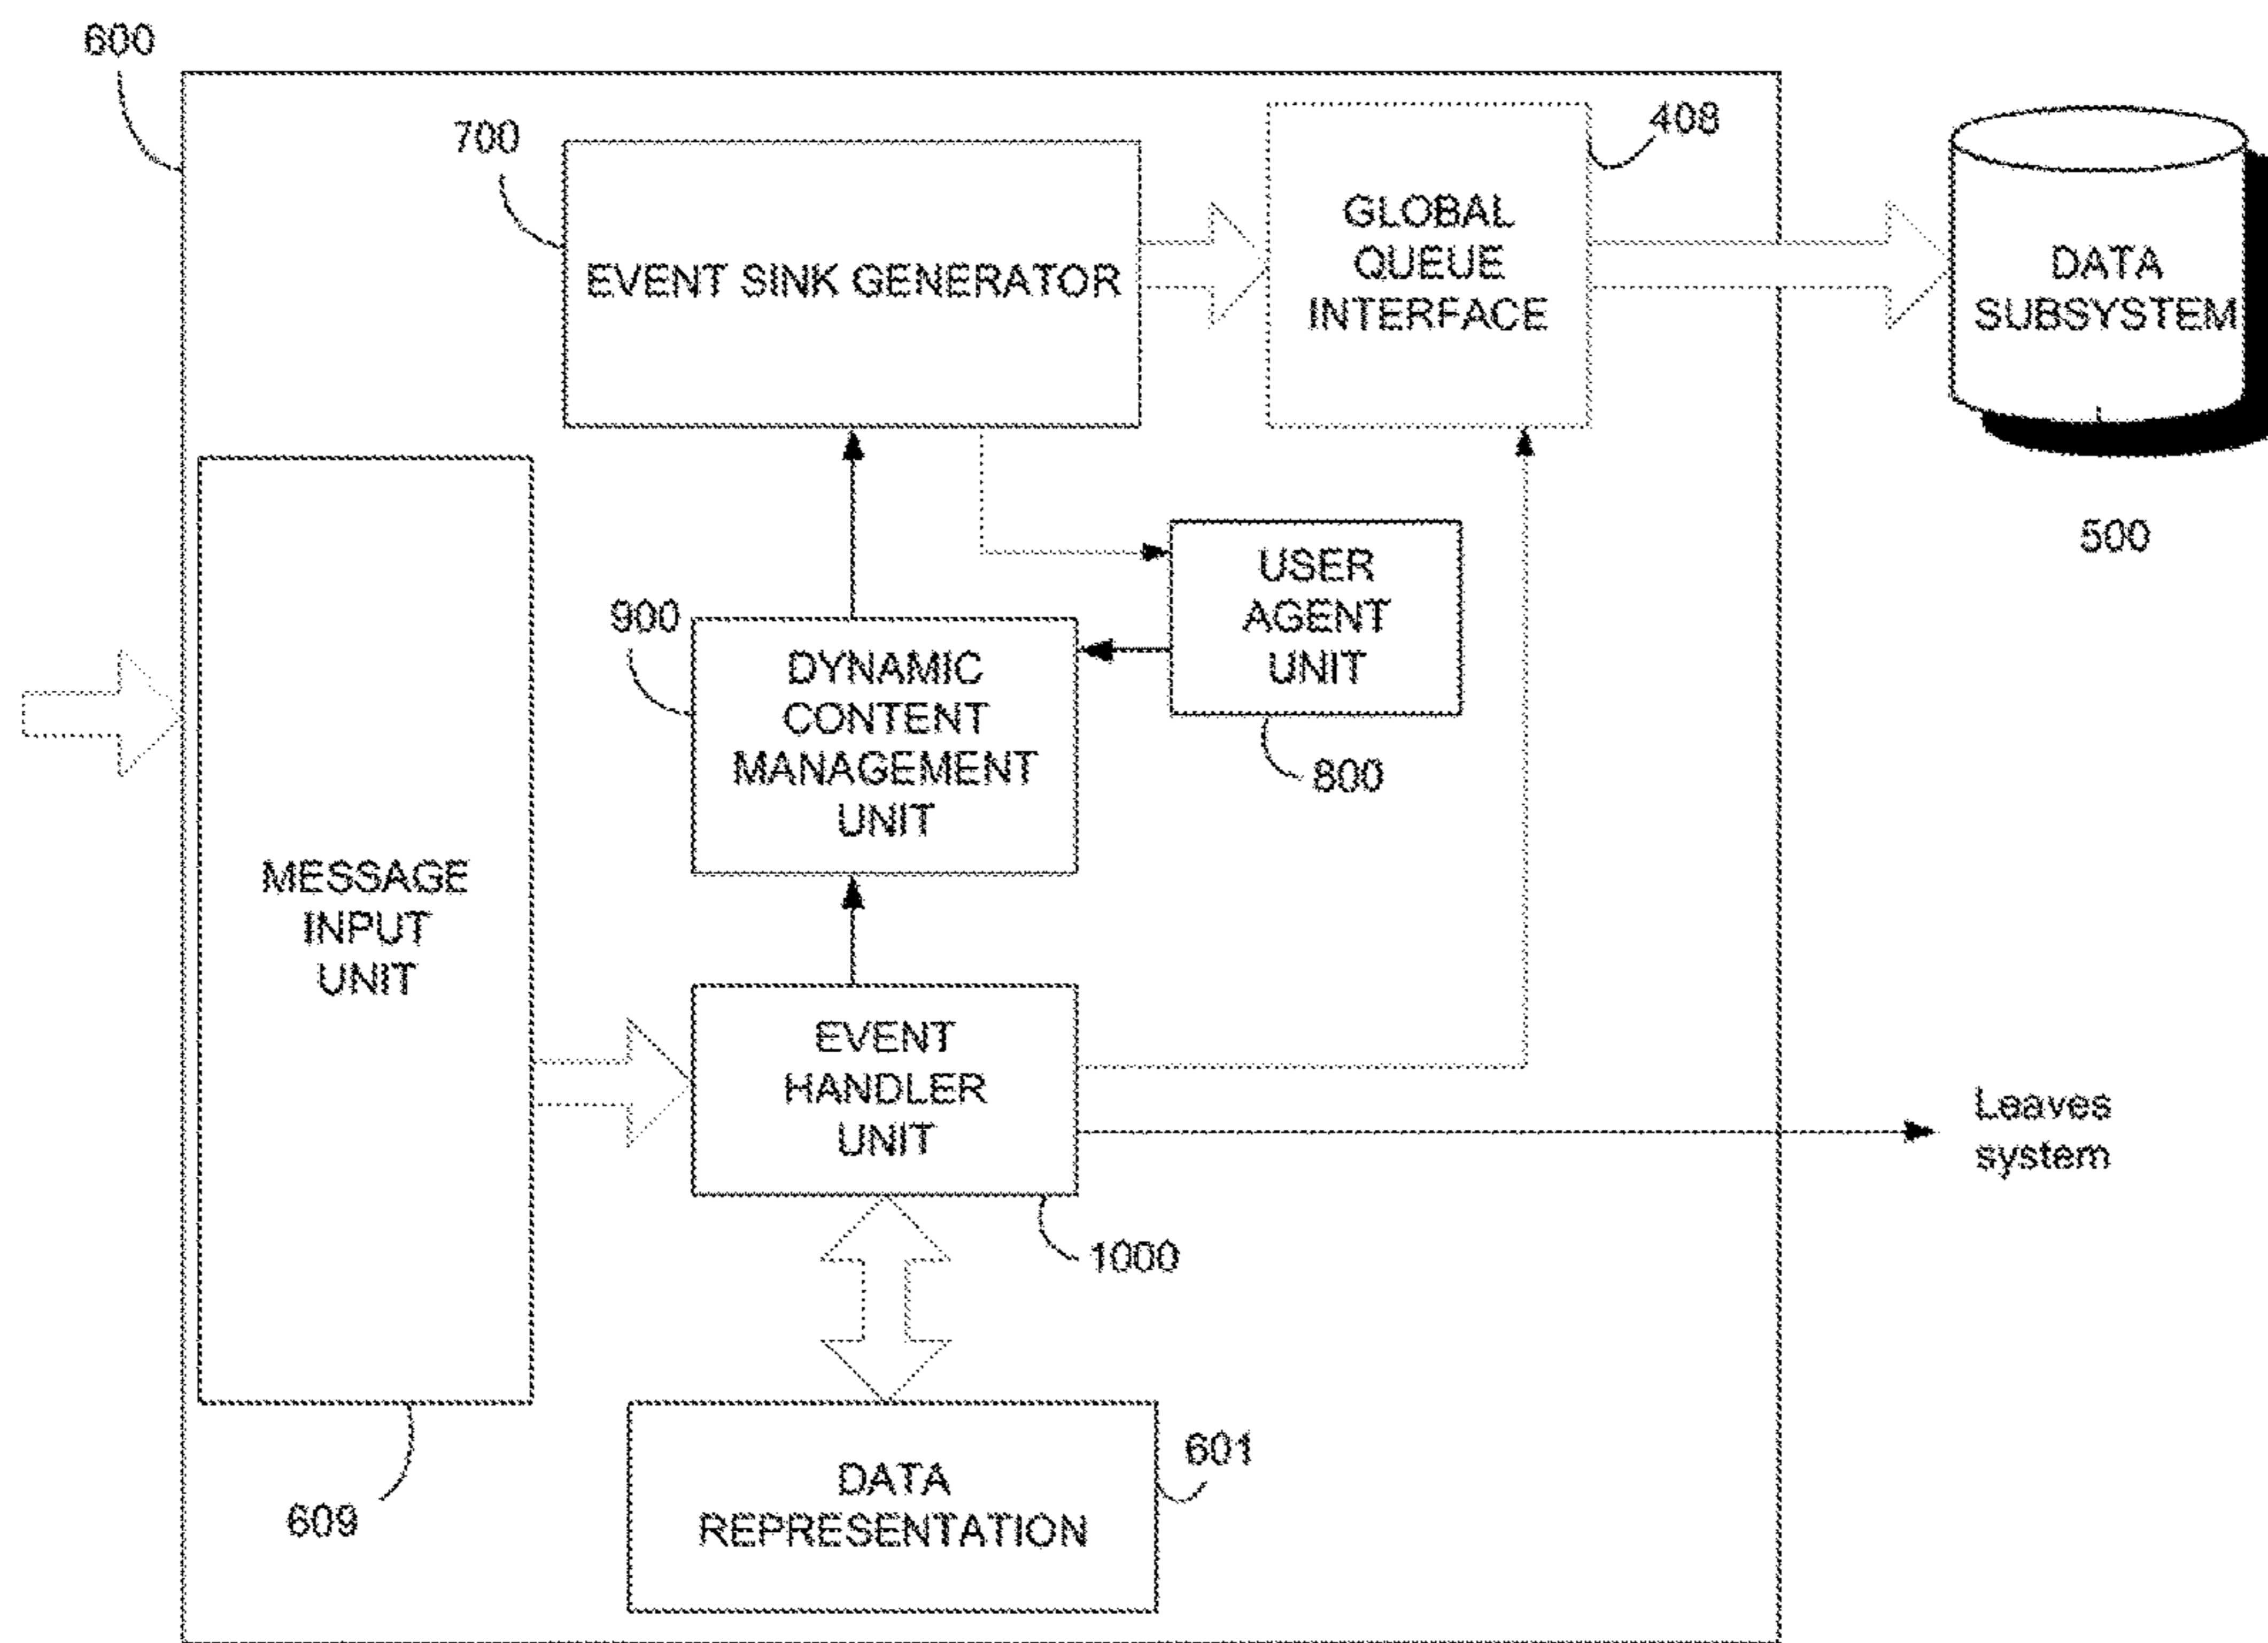 600
700
408
EVENT SINK GENERATOR
GLOBAL
QUEUE
INTERFACE
DATA
SUBSYSTEM
500
900
USER
AGENT
UNIT
800
DYNAMIC
CONTENT
MANAGEMENT
UNIT
MESSAGE
INPUT
UNIT
EVENT
HANDLER
UNIT
Leaves
system
1000
601
DATA
REPRESENTATION
609